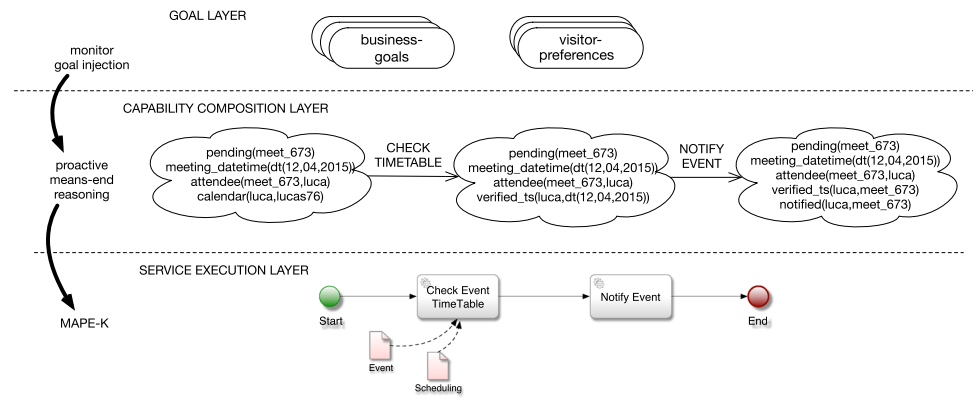 GOAL LAYER
business-
goals
visitor-
preferences
monitor
goal injection
CAPABILITY COMPOSITION LAYER
proactive
means-end
reasoning
pending(meet_673)
meeting_datetime(dt(12,04,2015))
attendee(meet_673,luca)
calendar(luca,lucas76)
CHECK
TIMETABLE
pending(meet_673)
meeting_datetime(dt(12,04,2015))
attendee(meet_673,luca)
verified_ts(luca,dt(12,04,2015))
NOTIFY
EVENT
pending(meet_673)
meeting_datetime(dt(12,04,2015))
attendee(meet_673,luca)
verified_ts(luca,meet_673)
notified(luca,meet_673)
SERVICE EXECUTION LAYER
MAPE-K
Start
Check Event
TimeTable
Notify Event
End
Event
Scheduling